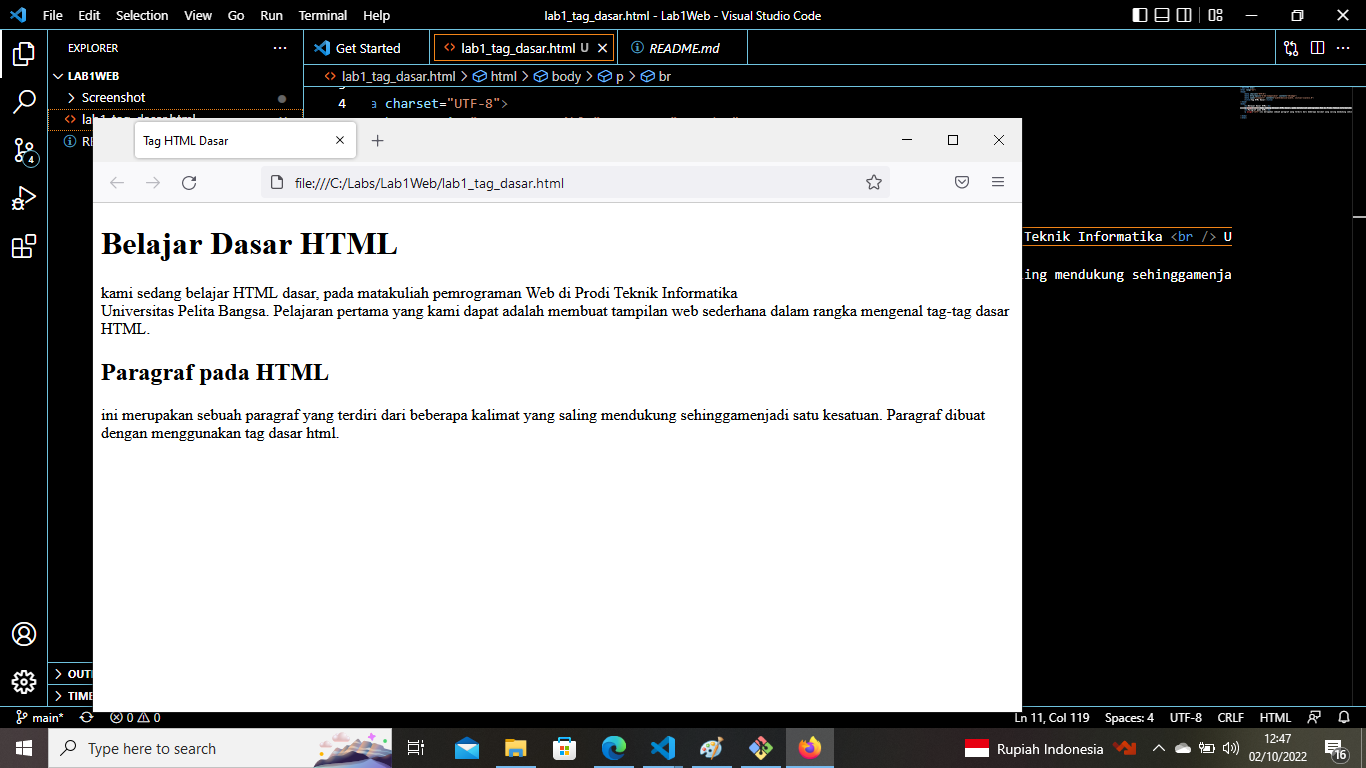 File Edit Selection View Go Run Terminal Help lab1_tag_dasar.html - Lab1Web - Visual Studio Code
EXPLORER
Get Started
lab1_tag_dasar.html U
README.md
LAB1WEB
lab1_tag_dasar.html > html > body > p > br
Screenshot
4 a charset="UTF-8">
lab1_tag_dasar.html
4
Tag HTML Dasar
file:///C:/Labs/Lab1Web/lab1_tag_dasar.html
Belajar Dasar HTML
kami sedang belajar HTML dasar, pada matakuliah pemrograman Web di Prodi Teknik Informatika
Universitas Pelita Bangsa. Pelajaran pertama yang kami dapat adalah membuat tampilan web sederhana dalam rangka mengenal tag-tag dasar
HTML.
Paragraf pada HTML
ini merupakan sebuah paragraf yang terdiri dari beberapa kalimat yang saling mendukung sehinggamenjadi satu kesatuan. Paragraf dibuat
dengan menggunakan tag dasar html.
Teknik Informatika <br /> U
ing mendukung sehinggamenja
OUT
TIME
main* 0 0 Ln 11, Col 119 Spaces: 4 UTF-8 CRLF HTML
Type here to search
Rupiah Indonesia
12:47
02/10/2022
16